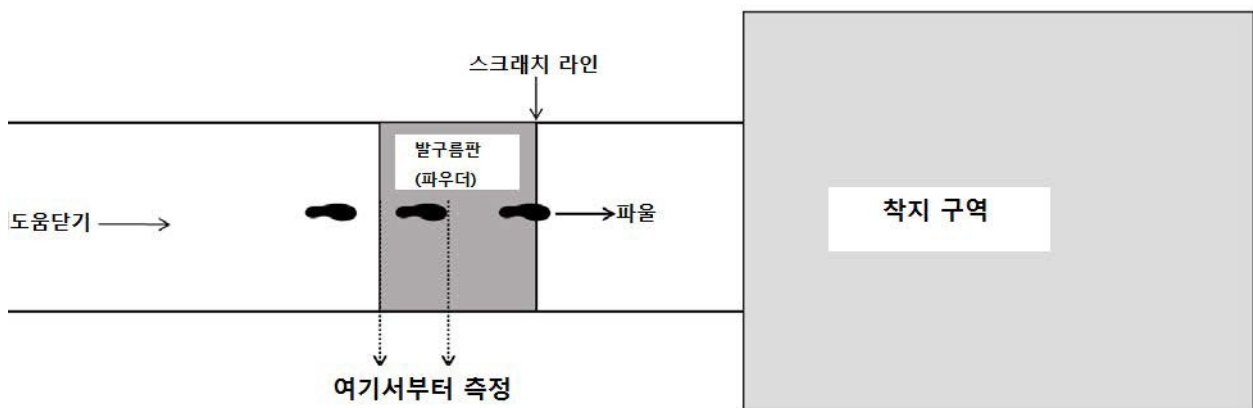 스크래치 라인
발구름판
(파우더)
도움닫기
파울
착지 구역
여기서부터 측정